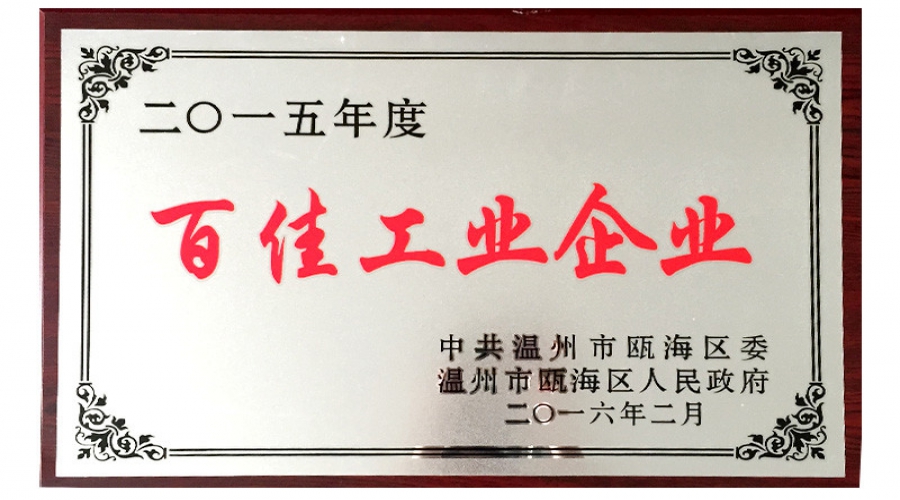 二〇一五年度
百佳工业企业
中共温州市瓯海区委
温州市瓯海区人民政府
二〇一六年二月